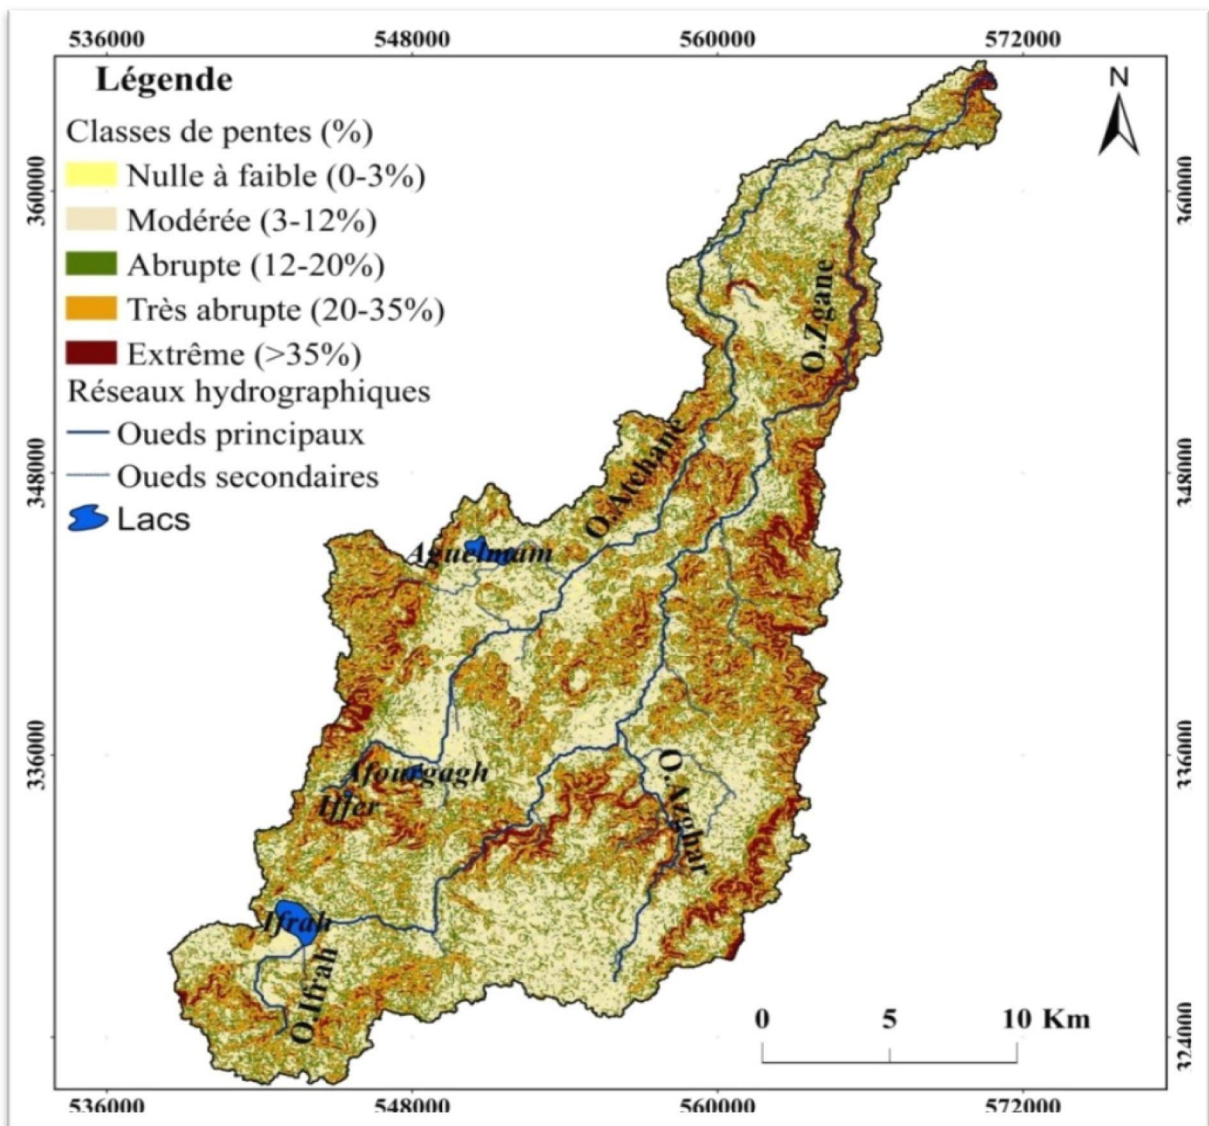 536000 548000 560000 572000
Légende
N
Classes de pentes (%)
Nulle à faible (0-3%)
360000 360000
Modérée (3-12%)
Abrupte (12-20%)
Très abrupte (20-35%)
O.Zgane
Extrême (>35%)
Réseaux hydrographiques
Oueds principaux
Oueds secondaires
348000 348000
O.Atchane
Lacs
Aguelmam
336000 336000
Afourgagh
Iffer
O.Azghar
Ifrah
O.Ifrah
0 5 10 Km
324000
536000 548000 560000 572000